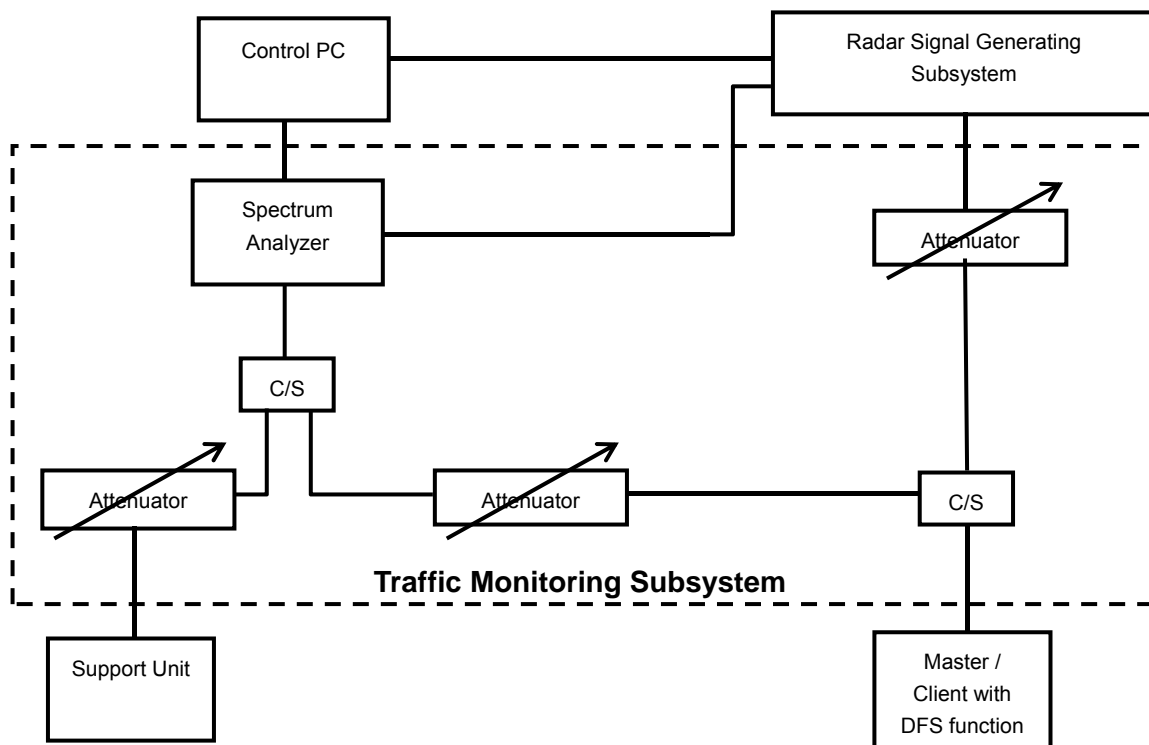 Control PC
Radar Signal Generating
Subsystem
Spectrum
Analyzer
Attenuator
C/S
Attenuator
Attenuator
C/S
Traffic Monitoring Subsystem
Support Unit
Master /
Client with
DFS function